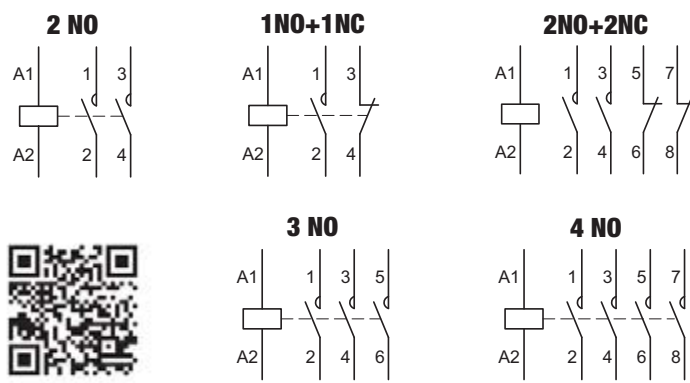 2 NO 1NO+1NC 2NO+2NC
A1 1 3 A1 1 3 A1 1 3 5 7
A2 2 4 A2 2 4 A2 2 4 6 8
3 NO 4 NO
A1 1 3 5 A1 1 3 5 7
A2 2 4 6 A2 2 4 6 8